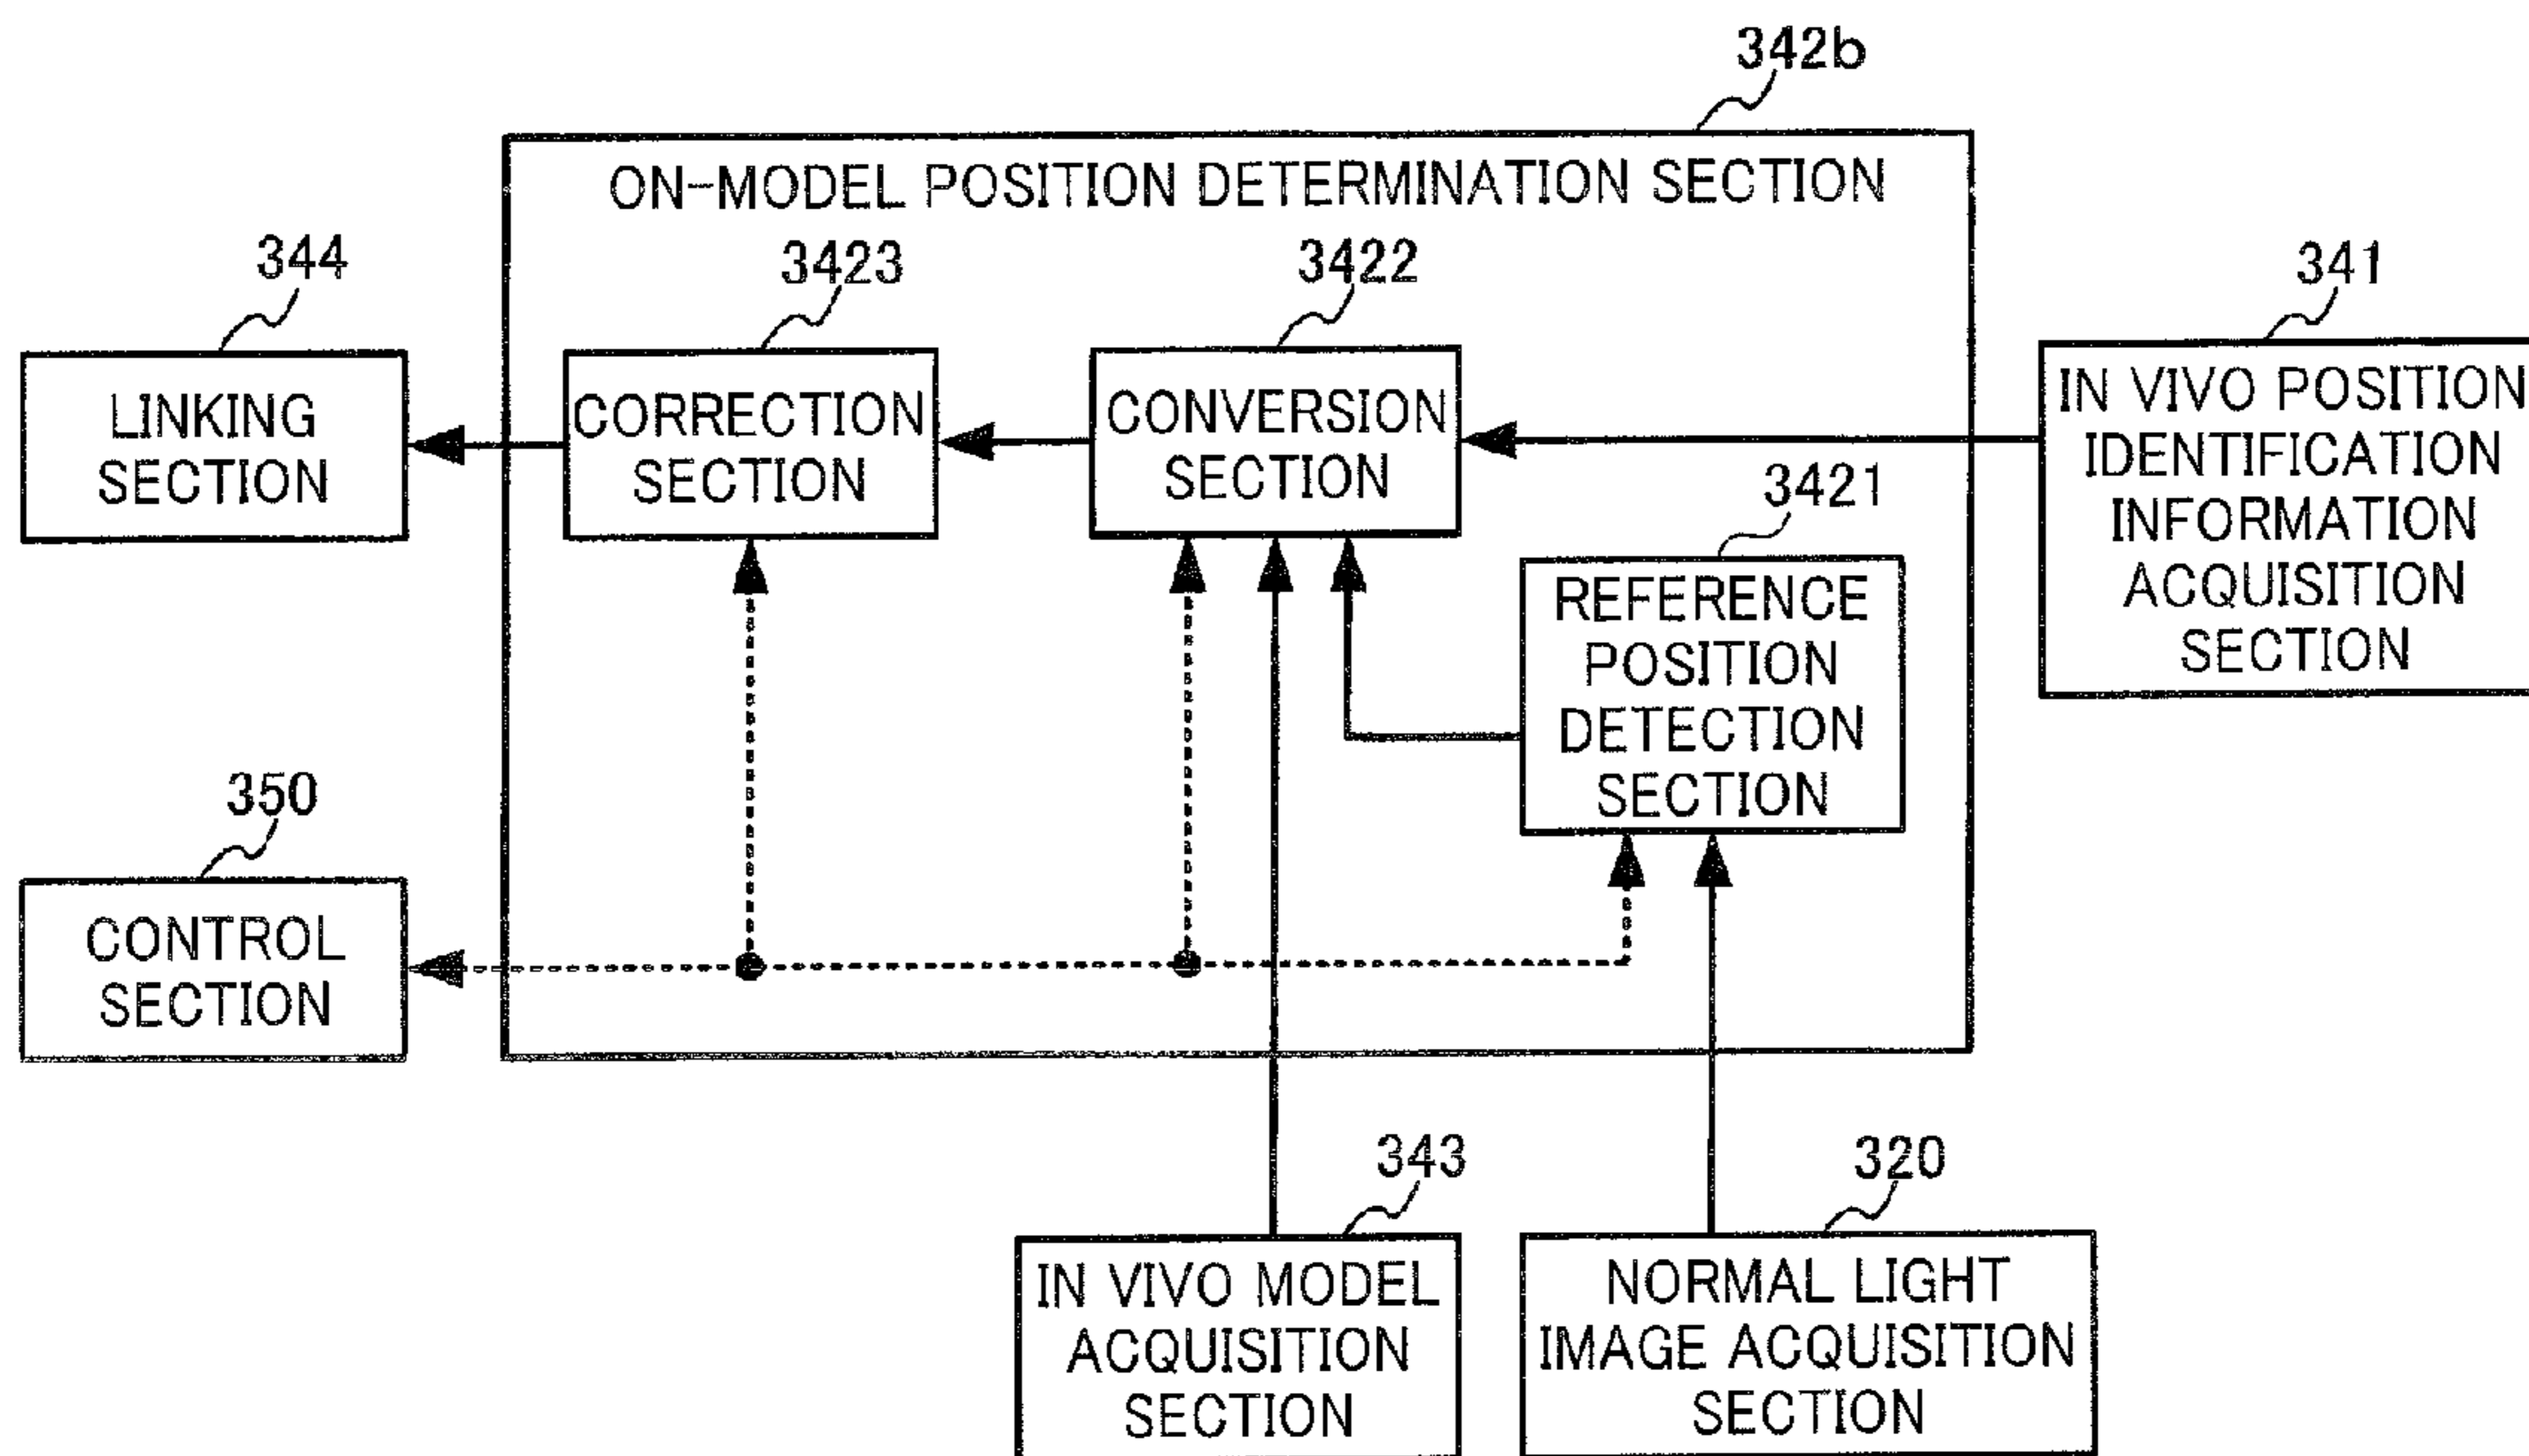 342b
ON-MODEL POSITION DETERMINATION SECTION
344
3423
3422
341
LINKING
SECTION
CORRECTION
SECTION
CONVERSION
SECTION
IN VIVO POSITION
IDENTIFICATION
INFORMATION
ACQUISITION
SECTION
3421
REFERENCE
POSITION
DETECTION
SECTION
350
CONTROL
SECTION
343
320
IN VIVO MODEL
ACQUISITION
SECTION
NORMAL LIGHT
IMAGE ACQUISITION
SECTION